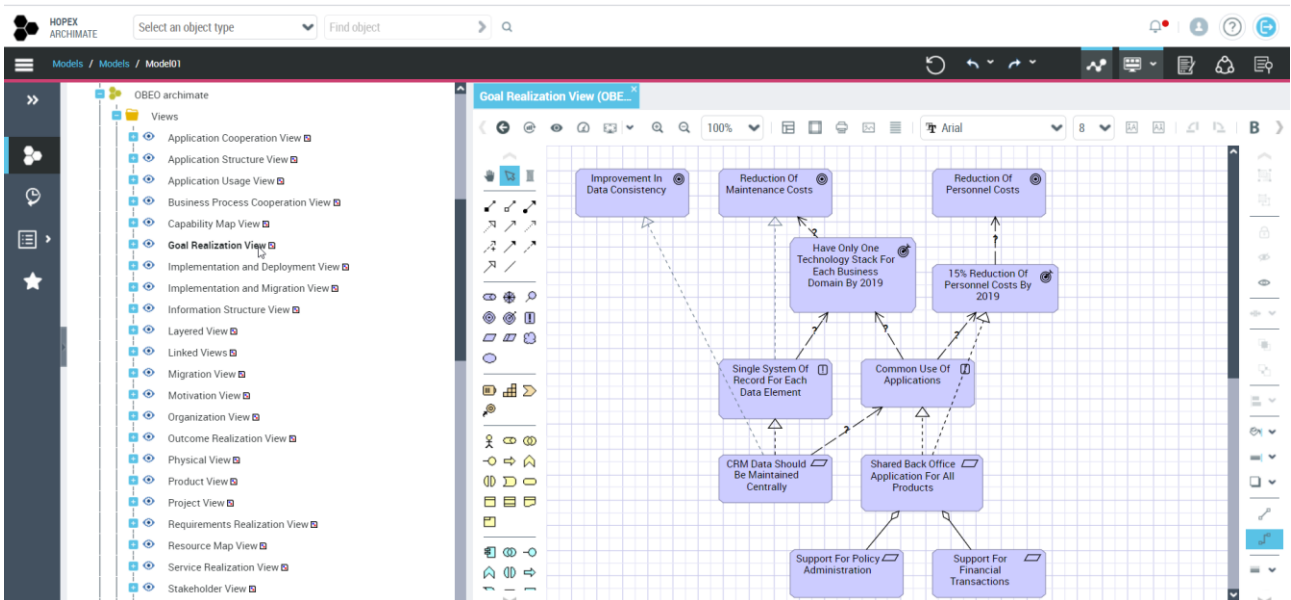 HOPEX
ARCHIMATE
Select an object type
Find object
Models / Models / Model01
OBEO archimate
Views
Application Cooperation View
Application Structure View
Application Usage View
Business Process Cooperation View
Capability Map View
Goal Realization View
Implementation and Deployment View
Implementation and Migration View
Information Structure View
Layered View
Linked Views
Migration View
Motivation View
Organization View
Outcome Realization View
Physical View
Product View
Project View
Requirements Realization View
Resource Map View
Service Realization View
Stakeholder View
Goal Realization View (OBE...
100%
Arial
8
B
Improvement In
Data Consistency
Reduction Of
Maintenance Costs
Reduction Of
Personnel Costs
?
?
Have Only One
Technology Stack For
Each Business
Domain By 2019
15% Reduction Of
Personnel Costs By
2019
?
?
?
Single System Of
Record For Each
Data Element
Common Use Of
Applications
?
CRM Data Should
Be Maintained
Centrally
Shared Back Office
Application For All
Products
Support For Policy
Administration
Support For
Financial
Transactions